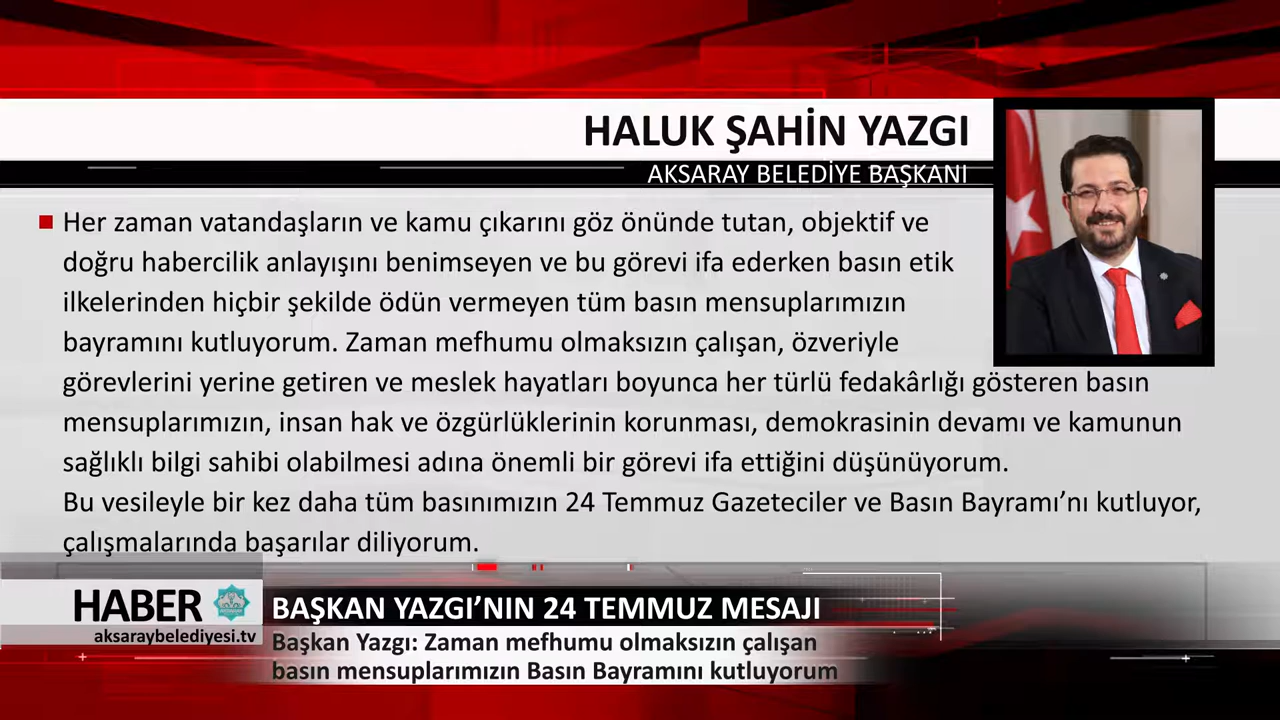 HALUK ŞAHİN YAZGI
AKSARAY BELEDİYE BAŞKANI
Her zaman vatandaşların ve kamu çıkarını göz önünde tutan, objektif ve
doğru habercilik anlayışını benimseyen ve bu görevi ifa ederken basın etik
ilkelerinden hiçbir şekilde ödün vermeyen tüm basın mensuplarımızın
bayramını kutluyorum. Zaman mefhumu olmaksızın çalışan, özveriyle
görevlerini yerine getiren ve meslek hayatları boyunca her türlü fedakârlığı gösteren basın
mensuplarımızın, insan hak ve özgürlüklerinin korunması, demokrasinin devamı ve kamunun
sağlıklı bilgi sahibi olabilmesi adına önemli bir görevi ifa ettiğini düşünüyorum.
Bu vesileyle bir kez daha tüm basınımızın 24 Temmuz Gazeteciler ve Basın Bayramı’nı kutluyor,
çalışmalarında başarılar diliyorum.
HABER
aksaraybelediyesi.tv
BAŞKAN YAZGI’NIN 24 TEMMUZ MESAJI
Başkan Yazgı: Zaman mefhumu olmaksızın çalışan
basın mensuplarımızın Basın Bayramını kutluyorum